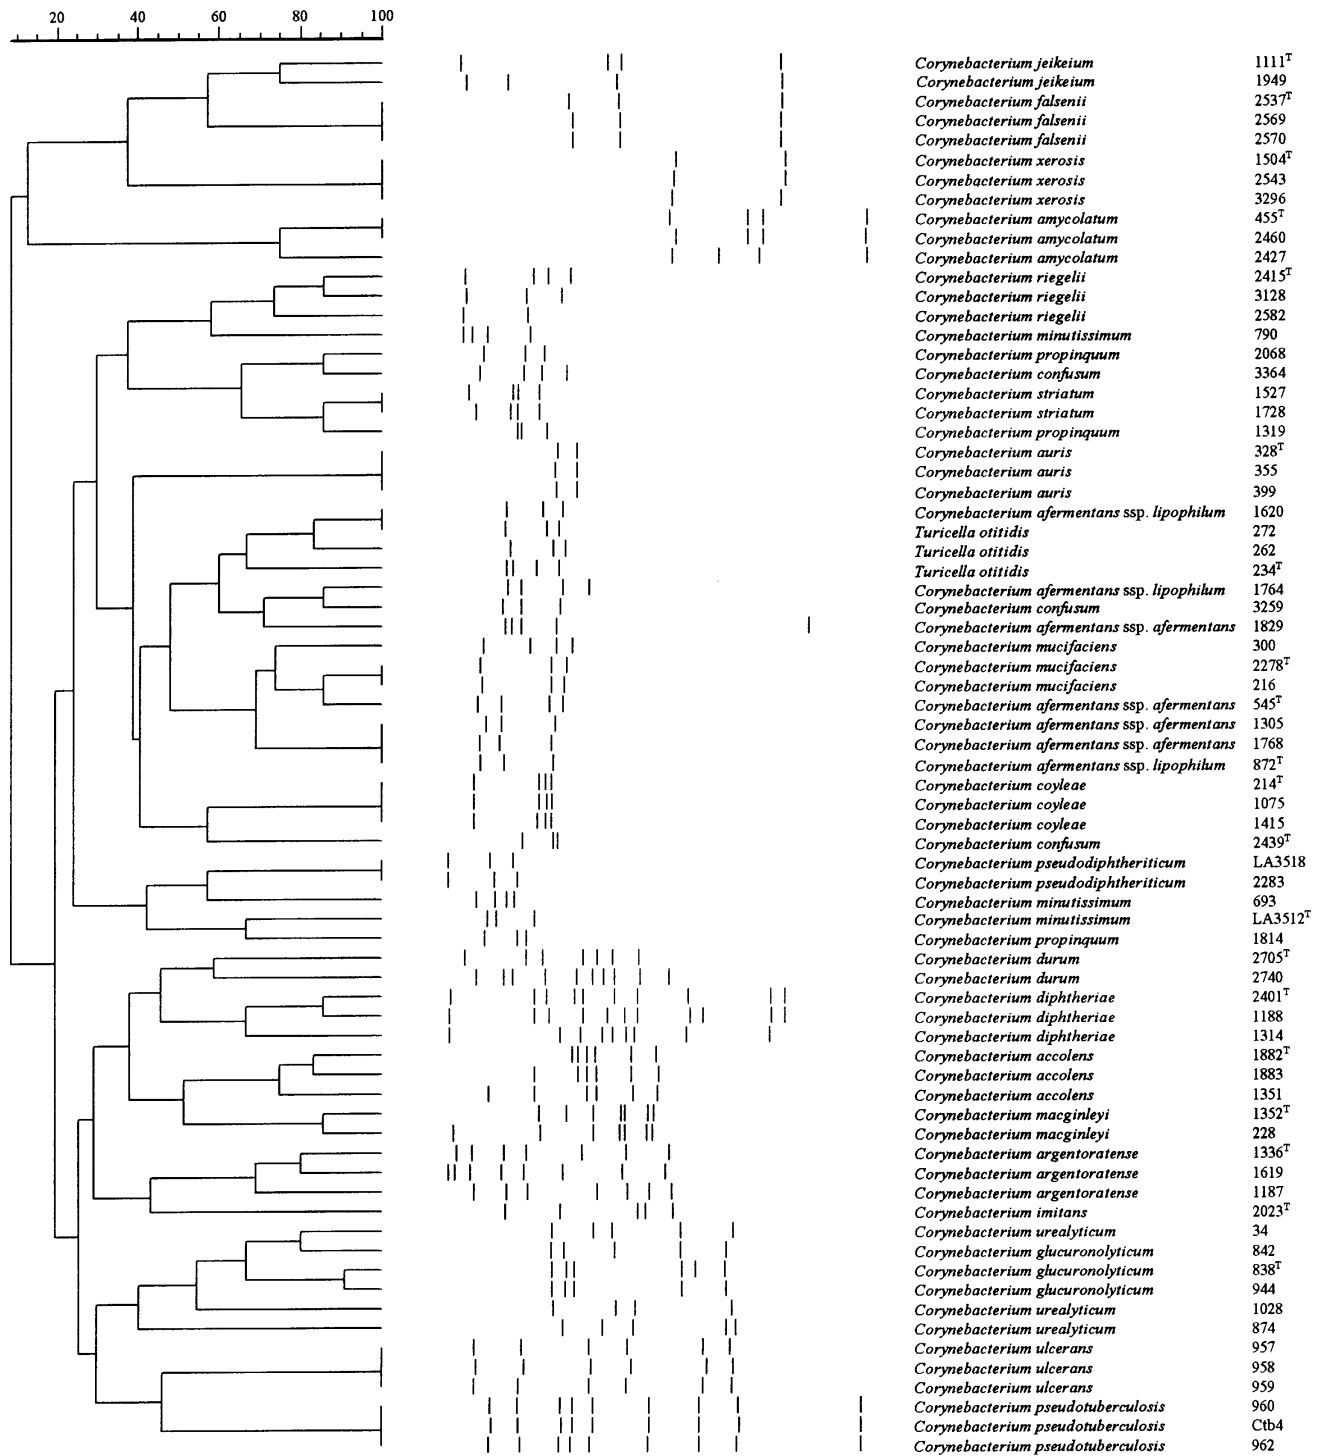 20 40 60 80 100
Corynebacterium jeikeium 1111T
Corynebacterium jeikeium 1949
Corynebacterium falsenii 2537T
Corynebacterium falsenii 2569
Corynebacterium falsenii 2570
Corynebacterium xerosis 1504T
Corynebacterium xerosis 2543
Corynebacterium xerosis 3296
Corynebacterium amycolatum 455T
Corynebacterium amycolatum 2460
Corynebacterium amycolatum 2427
Corynebacterium riegelii 2415T
Corynebacterium riegelii 3128
Corynebacterium riegelii 2582
Corynebacterium minutissimum 790
Corynebacterium propinquum 2068
Corynebacterium confusum 3364
Corynebacterium striatum 1527
Corynebacterium striatum 1728
Corynebacterium propinquum 1319
Corynebacterium auris 328T
Corynebacterium auris 355
Corynebacterium auris 399
Corynebacterium afermentans ssp. lipophilum 1620
Turicella otitidis 272
Turicella otitidis 262
Turicella otitidis 234T
Corynebacterium afermentans ssp. lipophilum 1764
Corynebacterium confusum 3259
Corynebacterium afermentans ssp. afermentans 1829
Corynebacterium mucifaciens 300
Corynebacterium mucifaciens 2278T
Corynebacterium mucifaciens 216
Corynebacterium afermentans ssp. afermentans 545T
Corynebacterium afermentans ssp. afermentans 1305
Corynebacterium afermentans ssp. afermentans 1768
Corynebacterium afermentans ssp. lipophilum 872T
Corynebacterium coyleae 214T
Corynebacterium coyleae 1075
Corynebacterium coyleae 1415
Corynebacterium confusum 2439T
Corynebacterium pseudodiphtheriticum LA3518
Corynebacterium pseudodiphtheriticum 2283
Corynebacterium minutissimum 693
Corynebacterium minutissimum LA3512T
Corynebacterium propinquum 1814
Corynebacterium durum 2705T
Corynebacterium durum 2740
Corynebacterium diphtheriae 2401T
Corynebacterium diphtheriae 1188
Corynebacterium diphtheriae 1314
Corynebacterium accolens 1882T
Corynebacterium accolens 1883
Corynebacterium accolens 1351
Corynebacterium macginleyi 1352T
Corynebacterium macginleyi 228
Corynebacterium argentoratense 1336T
Corynebacterium argentoratense 1619
Corynebacterium argentoratense 1187
Corynebacterium imitans 2023T
Corynebacterium urealyticum 34
Corynebacterium glucuronolyticum 842
Corynebacterium glucuronolyticum 838T
Corynebacterium glucuronolyticum 944
Corynebacterium urealyticum 1028
Corynebacterium urealyticum 874
Corynebacterium ulcerans 957
Corynebacterium ulcerans 958
Corynebacterium ulcerans 959
Corynebacterium pseudotuberculosis 960
Corynebacterium pseudotuberculosis Ctb4
Corynebacterium pseudotuberculosis 962